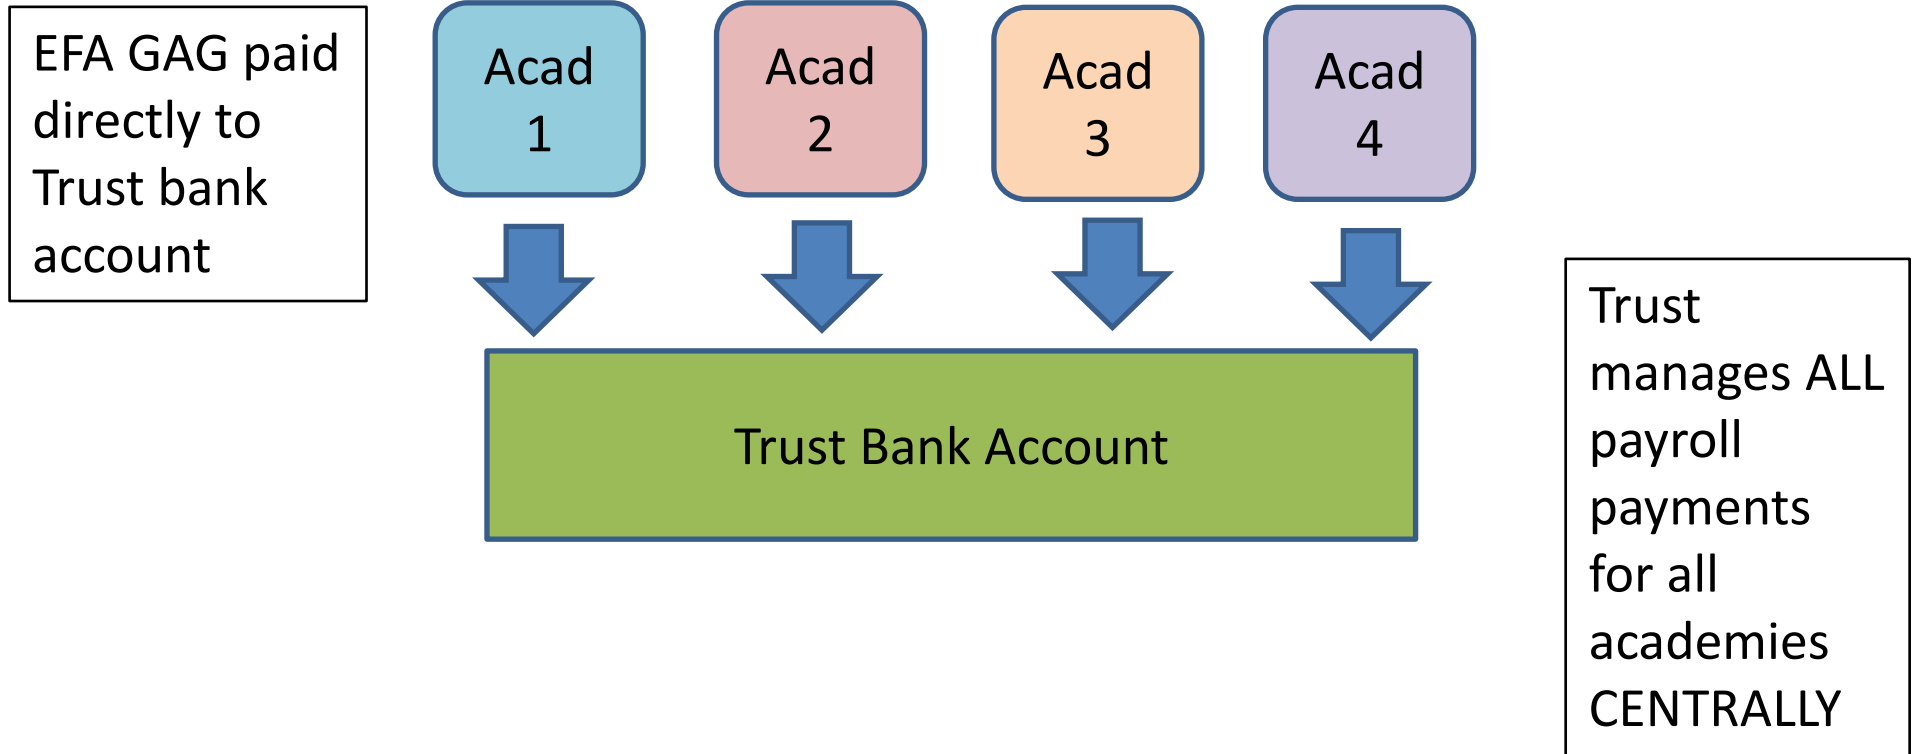 EFA GAG paid
directly to
Trust bank
account
Acad
1
Acad
2
Acad
3
Acad
4
Trust Bank Account
Trust
manages ALL
payroll
payments
for all
academies
CENTRALLY